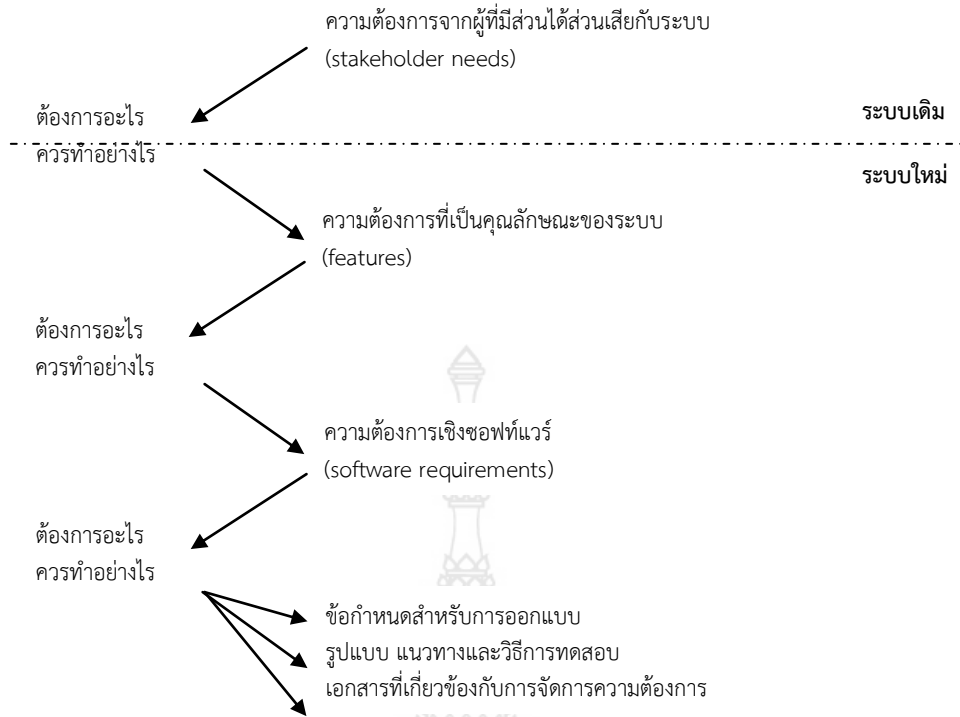 ความต้องการจากผู้ที่มีส่วนได้ส่วนเสียกับระบบ
(stakeholder needs)
ต้องการอะไร
ระบบเดิม
ควรทำอย่างไร
ระบบใหม่
ความต้องการที่เป็นคุณลักษณะของระบบ
(features)
ต้องการอะไร
ควรทำอย่างไร
ความต้องการเชิงซอฟท์แวร์
(software requirements)
ต้องการอะไร
ควรทำอย่างไร
ข้อกำหนดสำหรับการออกแบบ
รูปแบบ แนวทางและวิธีการทดสอบ
เอกสารที่เกี่ยวข้องกับการจัดการความต้องการ